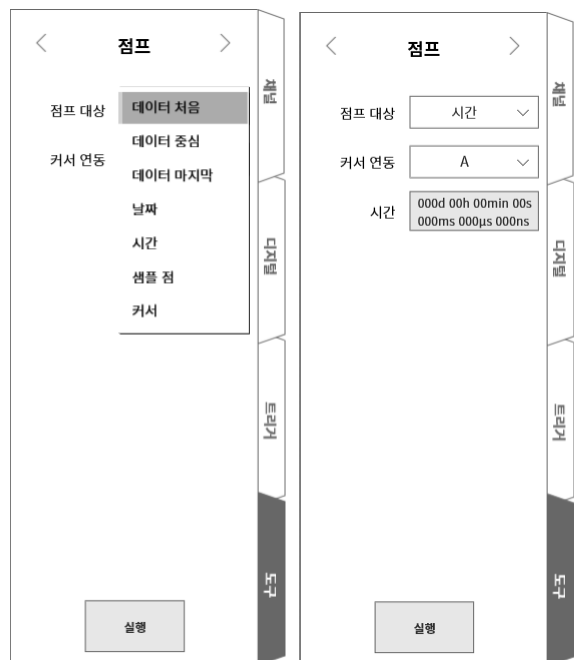 점프
점프 대상
데이터 처음
데이터 중심
커서 연동
데이터 마지막
날짜
시간
샘플 점
커서
실행
채널
디지털
트리거
도구
점프
점프 대상
시간
커서 연동
A
시간
000d 00h 00min 00s
000ms 000µs 000ns
실행
채널
디지털
트리거
도구